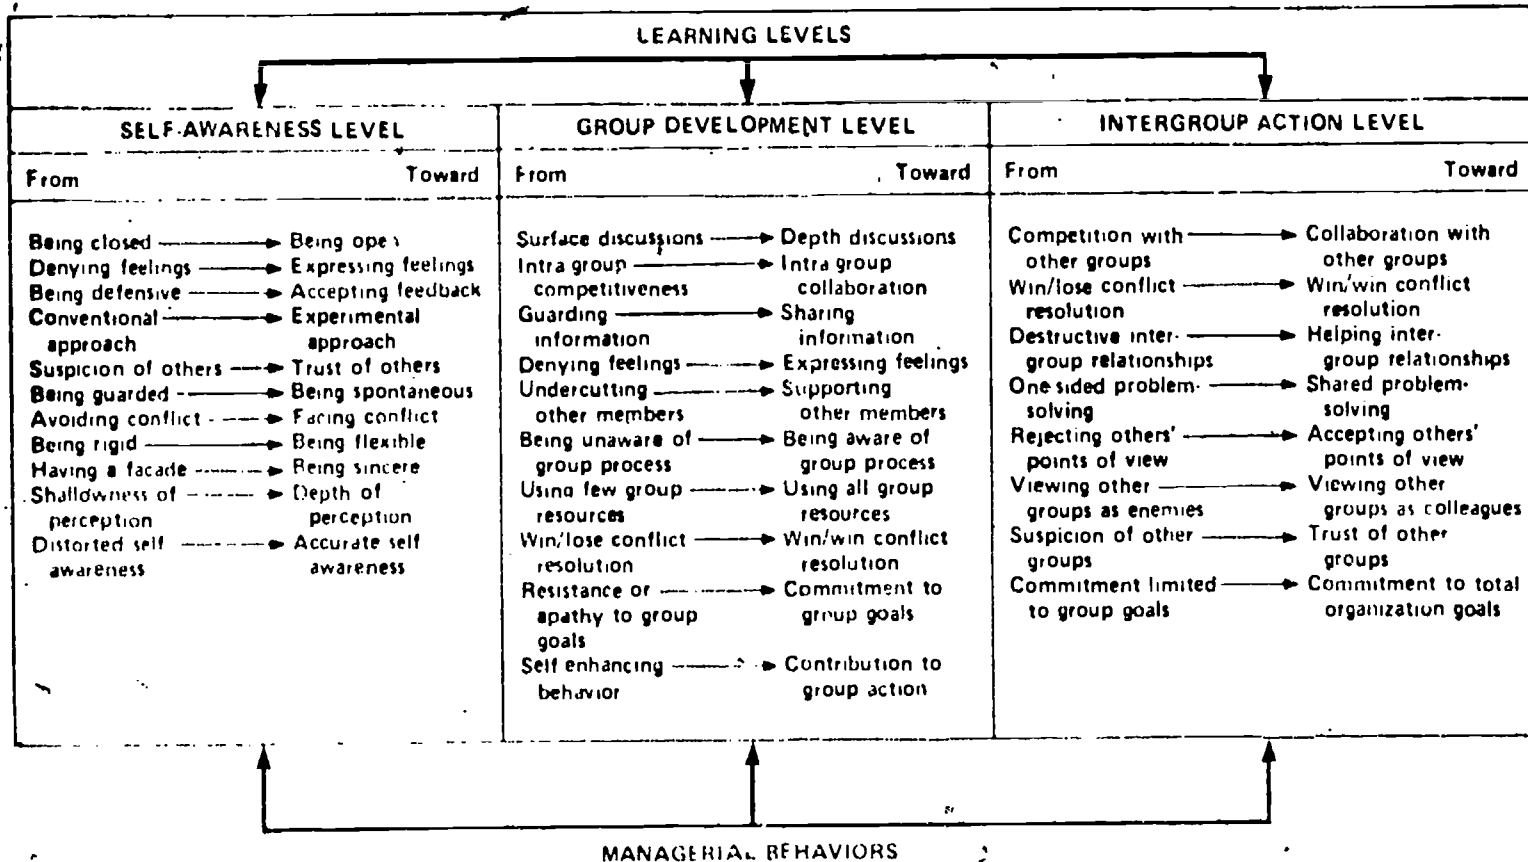 LEARNING LEVELS
SELF-AWARENESS LEVEL
From Toward
Being closed Being open
Denying feelings Expressing feelings
Being defensive Accepting feedback
Conventional Experimental
approach approach
Suspicion of others Trust of others
Being guarded Being spontaneous
Avoiding conflict Facing conflict
Being rigid Being flexible
Having a facade Being sincere
Shallowness of Depth of
perception perception
Distorted self Accurate self
awareness awareness
GROUP DEVELOPMENT LEVEL
From Toward
Surface discussions Depth discussions
Intra group Intra group
competitiveness collaboration
Guarding Sharing
information information
Denying feelings Expressing feelings
Undercutting Supporting
other members other members
Being unaware of Being aware of
group process group process
Using few group Using all group
resources resources
Win/lose conflict Win/win conflict
resolution resolution
Resistance or Commitment to
apathy to group group goals
goals
Self enhancing Contribution to
behavior group action
INTERGROUP ACTION LEVEL
From Toward
Competition with Collaboration with
other groups other groups
Win/lose conflict Win/win conflict
resolution resolution
Destructive inter- Helping inter-
group relationships group relationships
One sided problem- Shared problem-
solving solving
Rejecting others' Accepting others'
points of view points of view
Viewing other Viewing other
groups as enemies groups as colleagues
Suspicion of other Trust of other
groups groups
Commitment limited Commitment to total
to group goals organization goals
MANAGERIAL BEHAVIORS